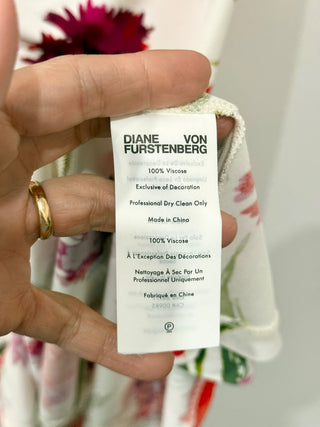 DIANE VON
FURSTENBERG
100% Viscose
Exclusive of Decoration
Professional Dry Clean Only
Made in China
100% Viscose
À L'Exception Des Décorations
Nettoyage À Sec Par Un
Professionnel Uniquement
Fabriqué en Chine
P